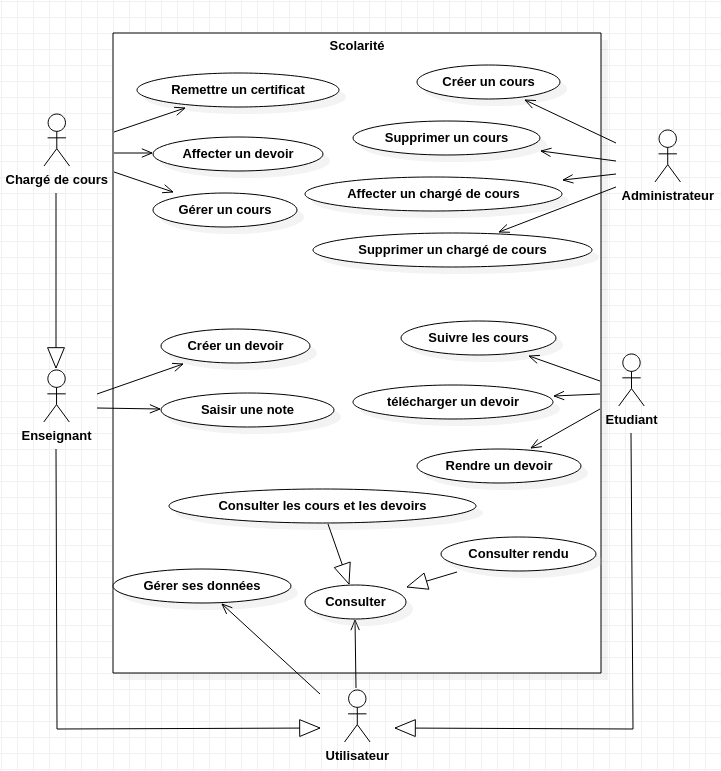 Scolarité
Remettre un certificat
Créer un cours
Supprimer un cours
Affecter un devoir
Chargé de cours
Affecter un chargé de cours
Administrateur
Gérer un cours
Supprimer un chargé de cours
Créer un devoir
Suivre les cours
Saisir une note
télécharger un devoir
Etudiant
Enseignant
Rendre un devoir
Consulter les cours et les devoirs
Consulter rendu
Gérer ses données
Consulter
Utilisateur